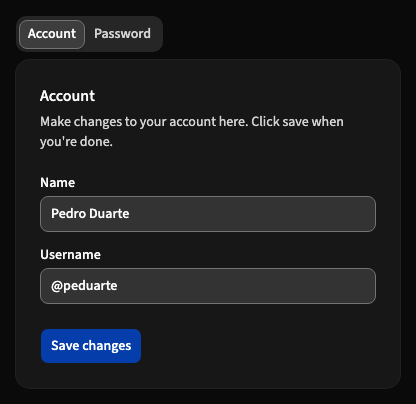 Account Password
Account
Make changes to your account here. Click save when
you're done.
Name
Pedro Duarte
Username
@peduarte
Save changes